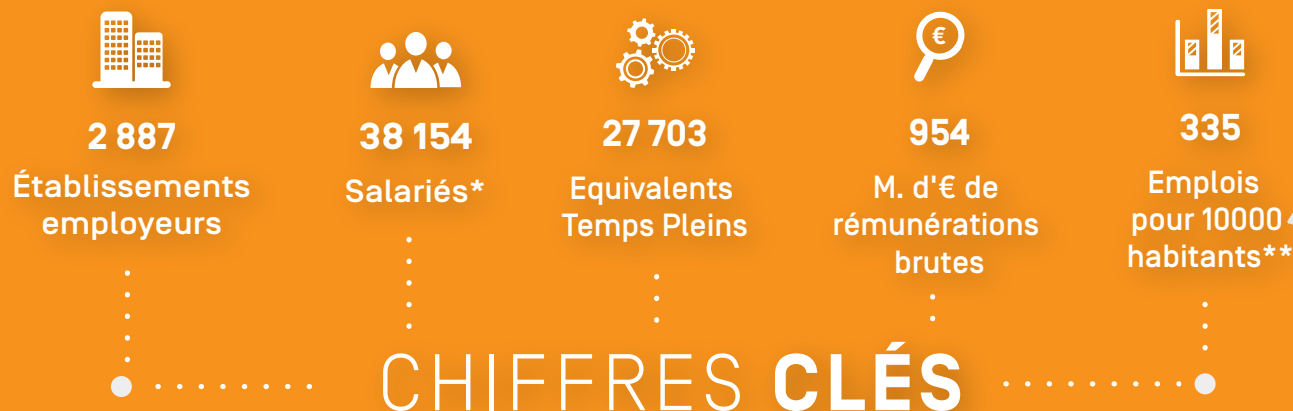 2 887
Établissements
employeurs
38 154
Salariés*
27 703
Equivalents
Temps Pleins
€
954
M. d'€ de
rémunérations
brutes
335
Emplois
pour 10000
habitants**
CHIFFRES CLÉS